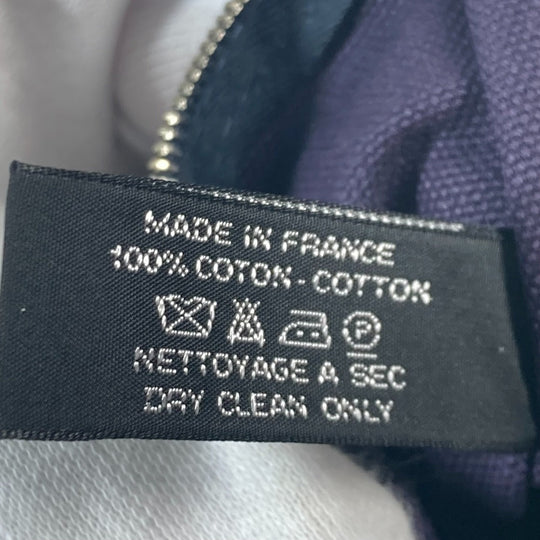 MADE IN FRANCE
100% COTON - COTTON
P
NETTOYAGE A SEC
DRY CLEAN ONLY